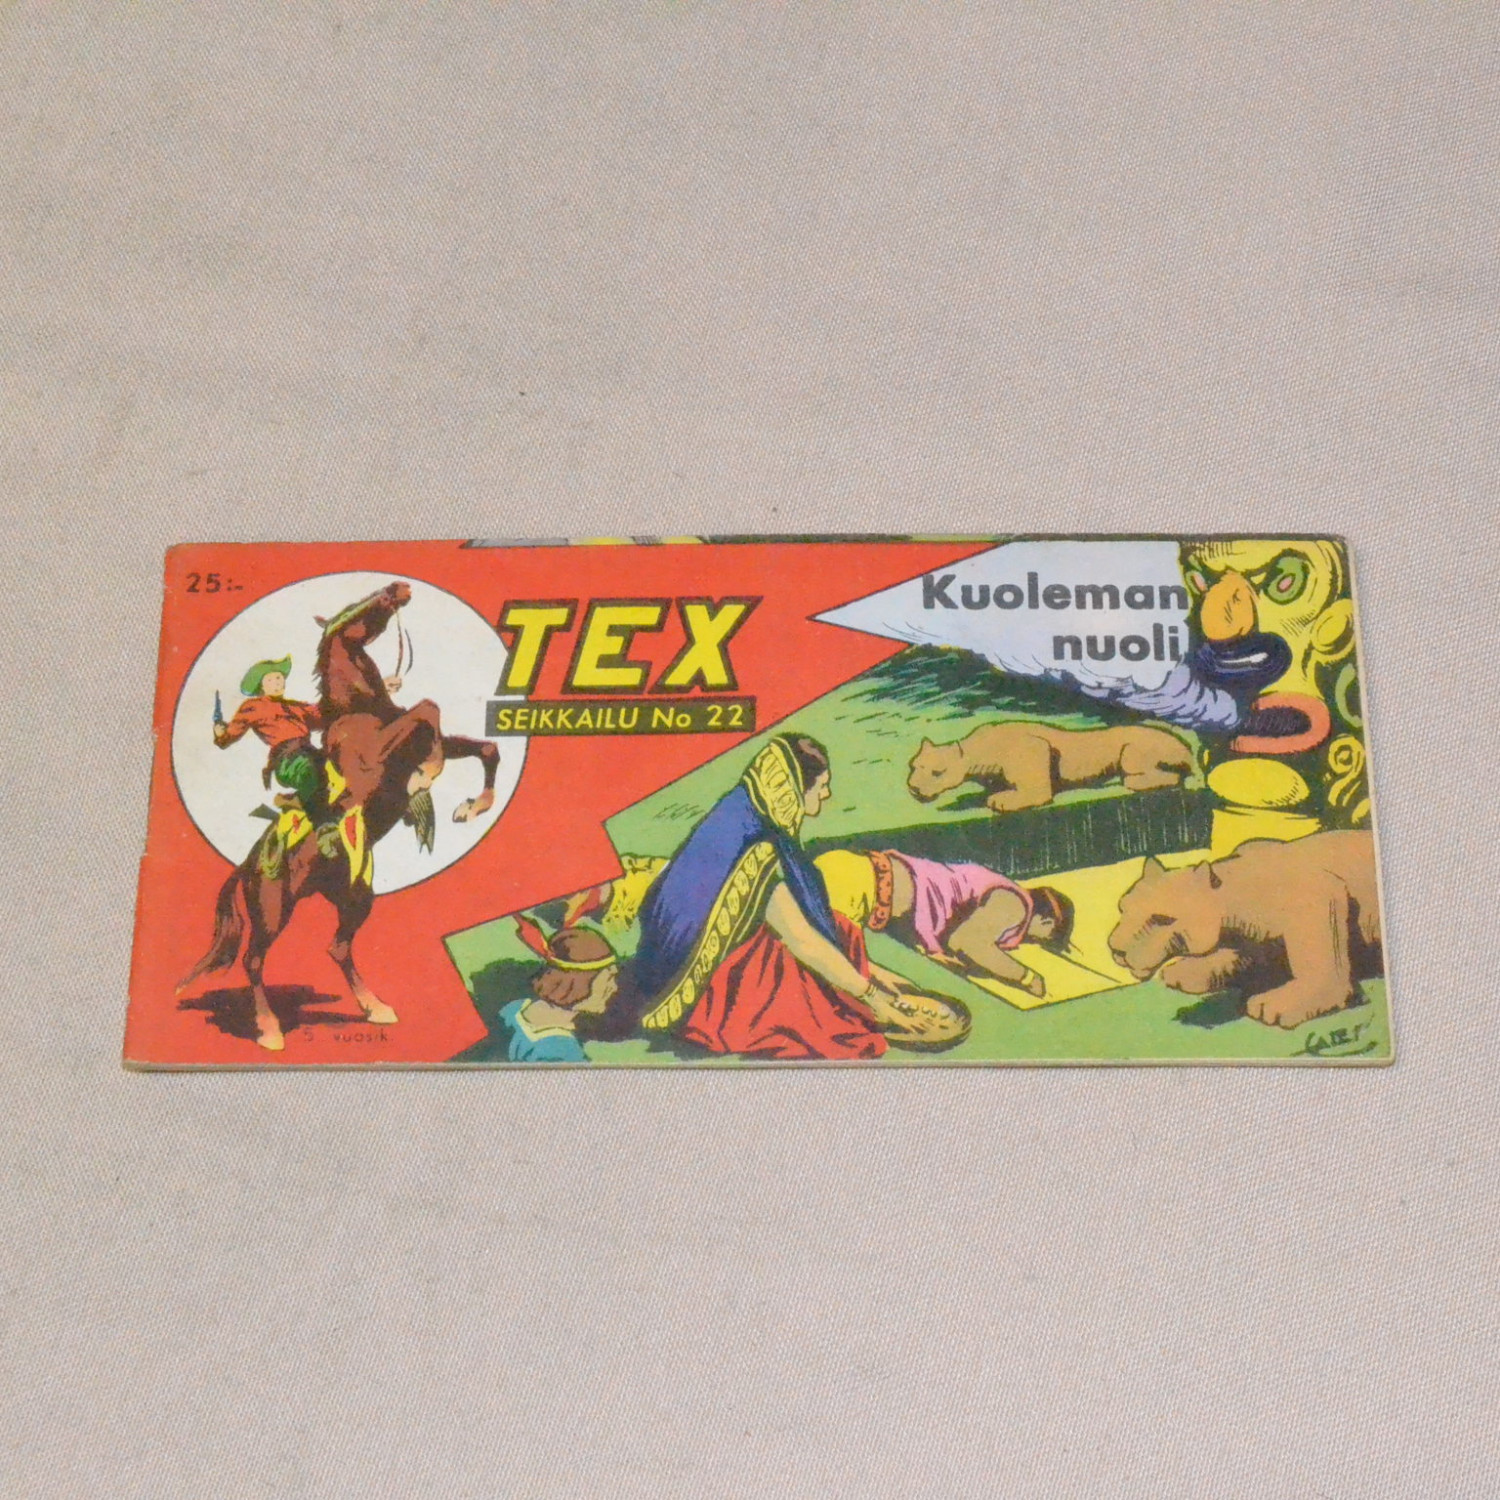 25:-
TEX
SEIKKAILU No 22
Kuoleman
nuoli
5 vuosik.